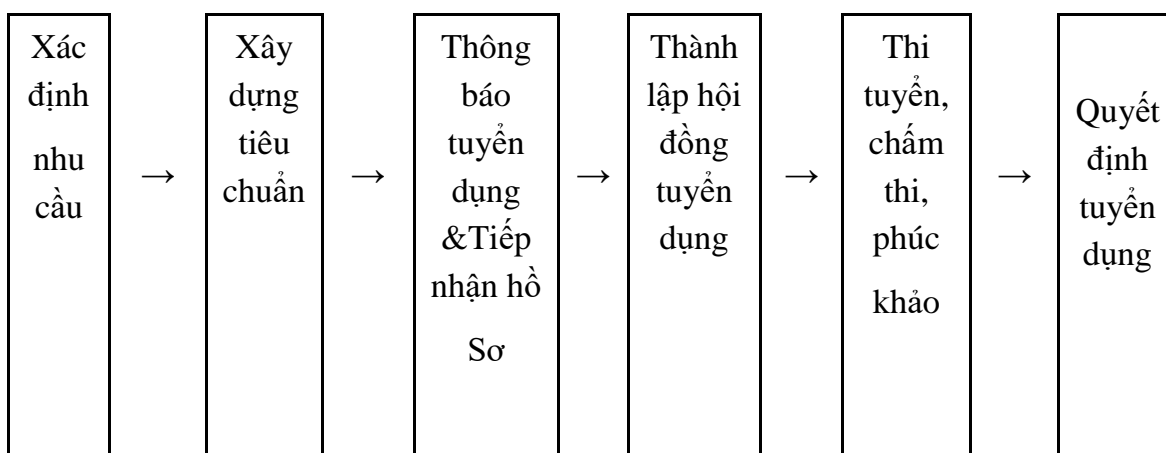 Xác
định
nhu
cầu
→
Xây
dựng
tiêu
chuẩn
→
Thông
báo
tuyển
dụng
&Tiếp
nhận hồ
Sơ
→
Thành
lập hội
đồng
tuyển
dụng
→
Thi
tuyển,
chấm
thi,
phúc
khảo
→
Quyết
định
tuyển
dụng